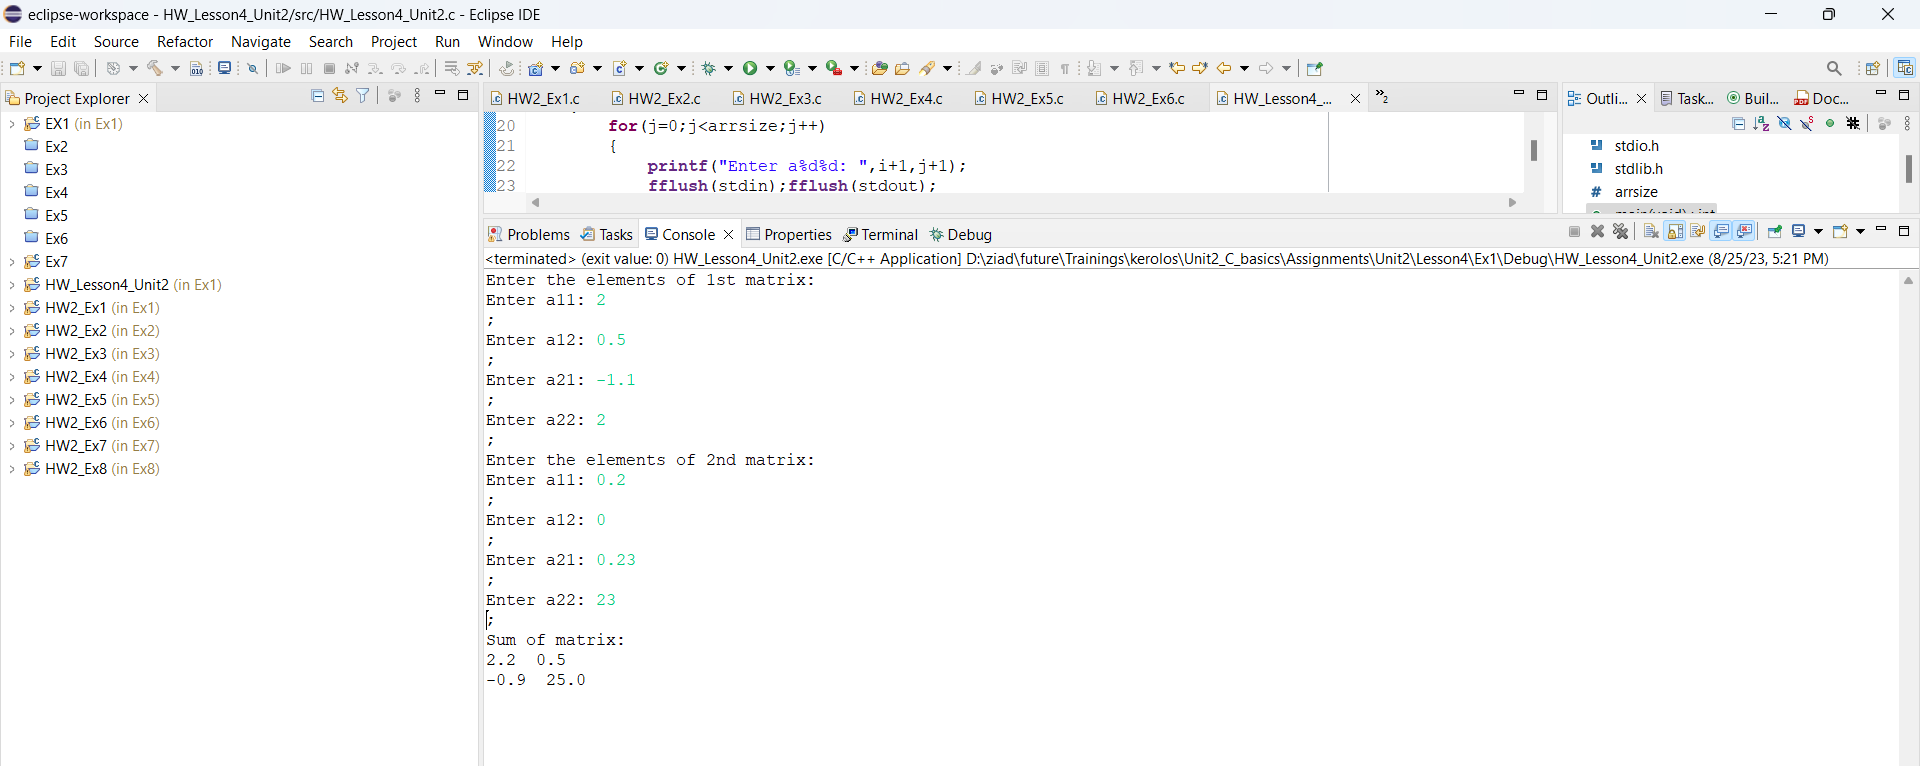 eclipse-workspace - HW_Lesson4_Unit2/src/HW_Lesson4_Unit2.c - Eclipse IDE
File Edit Source Refactor Navigate Search Project Run Window Help
Project Explorer
EX1 (in Ex1)
Ex2
Ex3
Ex4
Ex5
Ex6
Ex7
HW_Lesson4_Unit2 (in Ex1)
HW2_Ex1 (in Ex1)
HW2_Ex2 (in Ex2)
HW2_Ex3 (in Ex3)
HW2_Ex4 (in Ex4)
HW2_Ex5 (in Ex5)
HW2_Ex6 (in Ex6)
HW2_Ex7 (in Ex7)
HW2_Ex8 (in Ex8)
HW2_Ex1.c HW2_Ex2.c HW2_Ex3.c HW2_Ex4.c HW2_Ex5.c HW2_Ex6.c HW_Lesson4_... »2
20 for(j=0;j<arrsize;j++)
21 {
22 printf("Enter a%d%d: ",i+1,j+1);
23 fflush(stdin);fflush(stdout);
Outli... Task... Buil... Doc...
stdio.h
stdlib.h
# arrsize
main(void) : int
Problems Tasks Console Properties Terminal Debug
<terminated> (exit value: 0) HW_Lesson4_Unit2.exe [C/C++ Application] D:\ziad\future\Trainings\kerolos\Unit2_C_basics\Assignments\Unit2\Lesson4\Ex1\Debug\HW_Lesson4_Unit2.exe (8/25/23, 5:21 PM)
Enter the elements of 1st matrix:
Enter a11: 2
;
Enter a12: 0.5
;
Enter a21: -1.1
;
Enter a22: 2
;
Enter the elements of 2nd matrix:
Enter a11: 0.2
;
Enter a12: 0
;
Enter a21: 0.23
;
Enter a22: 23
;
Sum of matrix:
2.2 0.5
-0.9 25.0